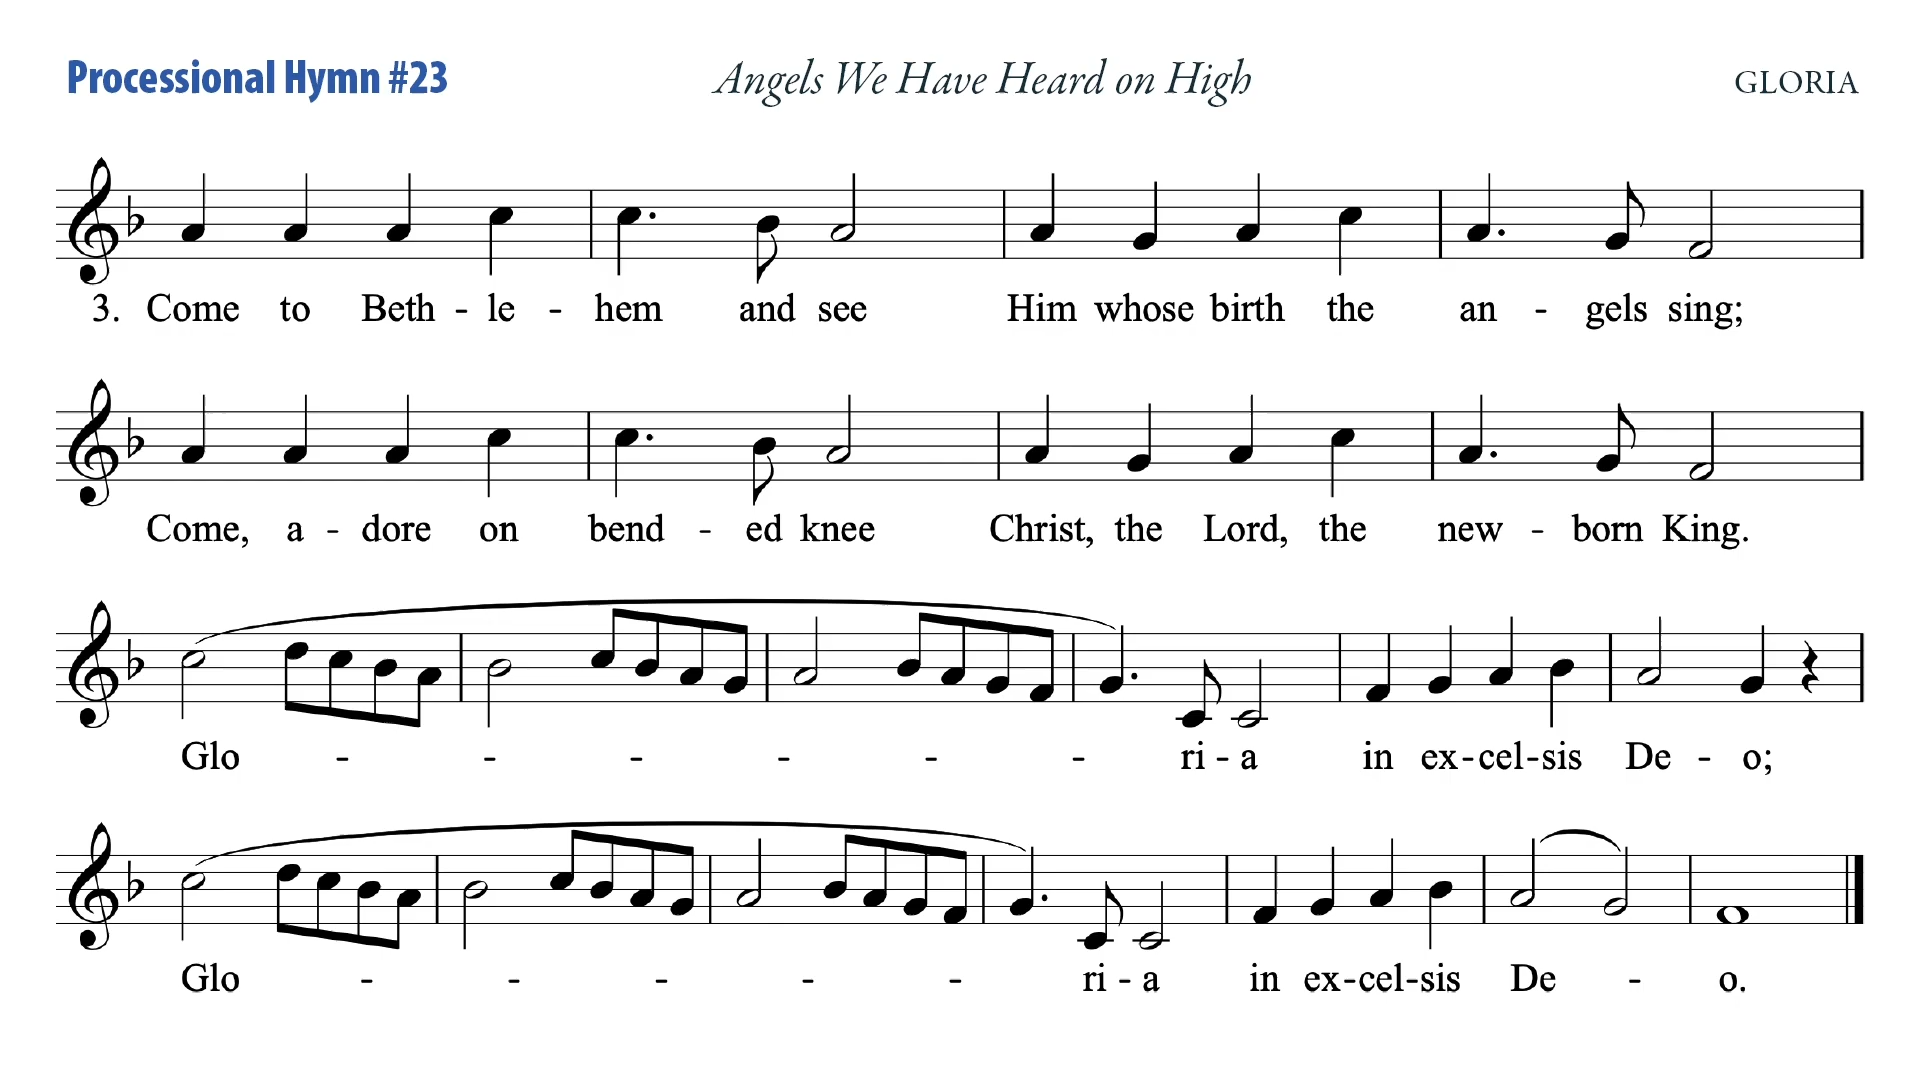 Processional Hymn #23 Angels We Have Heard on High GLORIA
3. Come to Beth - le - hem and see Him whose birth the an - gels sing;
Come, a - dore on bend - ed knee Christ, the Lord, the new - born King.
Glo - - - - - - ri - a in ex - cel - sis De - o;
Glo - - - - - ri - a in ex - cel - sis De - o.